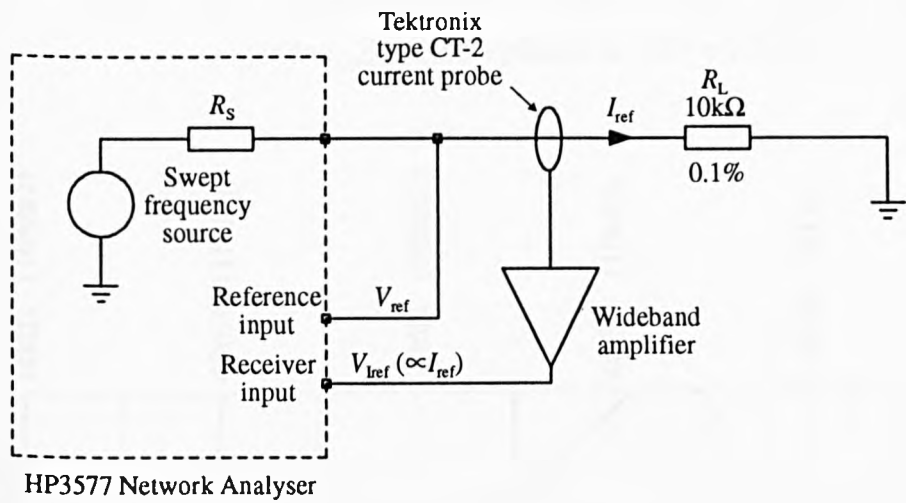 Tektronix
type CT-2
current probe
R_L
10kΩ
0.1%
I_ref
R_S
Swept
frequency
source
Reference
input
V_ref
Receiver
input
V_Iref (∝I_ref)
Wideband
amplifier
HP3577 Network Analyser